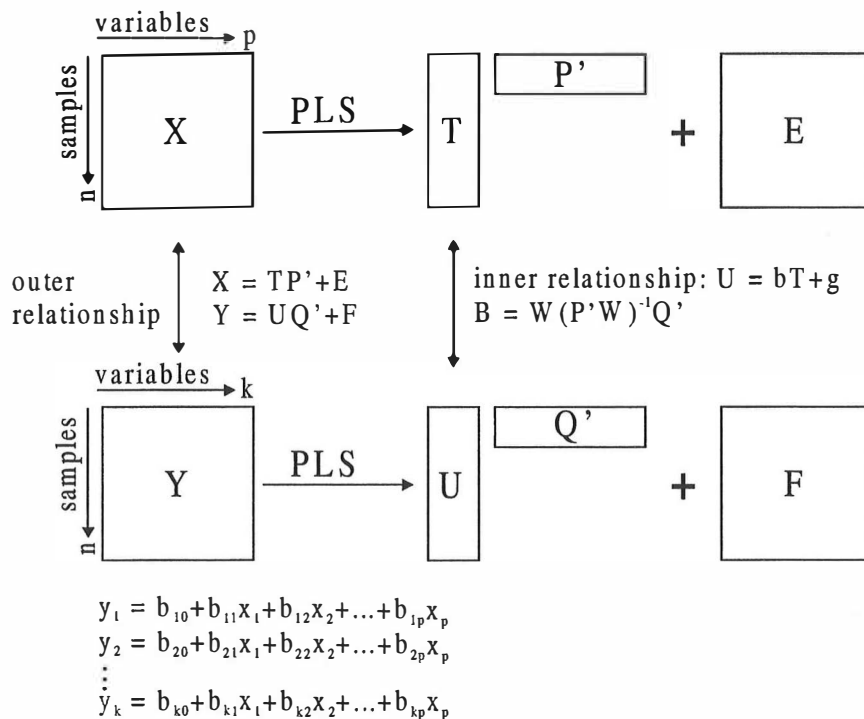 variables p
samples n
X
PLS
T
P'
+
E
outer relationship
X = TP'+E
Y = UQ'+F
inner relationship: U = bT+g
B = W(P'W)⁻¹Q'
variables k
samples n
Y
PLS
U
Q'
+
F
y₁ = b₁₀+b₁₁x₁+b₁₂x₂+...+b₁ₚxₚ
y₂ = b₂₀+b₂₁x₁+b₂₂x₂+...+b₂ₚxₚ
⋮
yₖ = bₖ₀+bₖ₁x₁+bₖ₂x₂+...+bₖₚxₚ